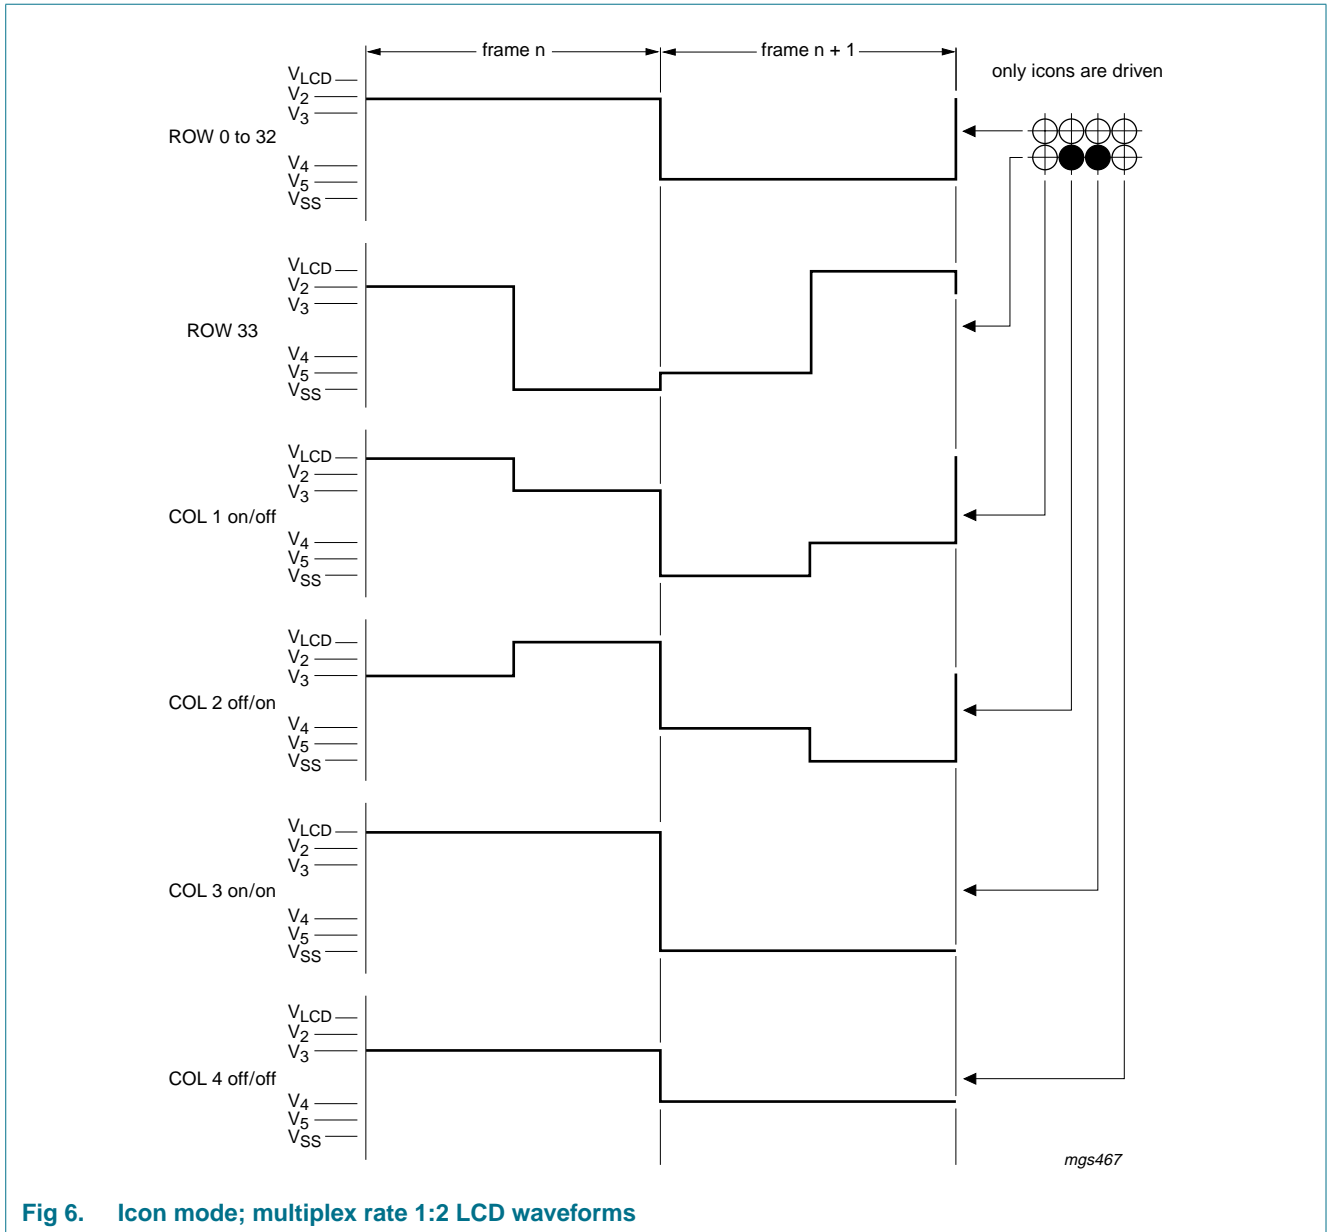 frame n
frame n + 1
only icons are driven
VLCD
V2
V3
ROW 0 to 32
V4
V5
VSS
VLCD
V2
V3
ROW 33
V4
V5
VSS
VLCD
V2
V3
COL 1 on/off
V4
V5
VSS
VLCD
V2
V3
COL 2 off/on
V4
V5
VSS
VLCD
V2
V3
COL 3 on/on
V4
V5
VSS
VLCD
V2
V3
COL 4 off/off
V4
V5
VSS
mgs467
Fig 6. Icon mode; multiplex rate 1:2 LCD waveforms